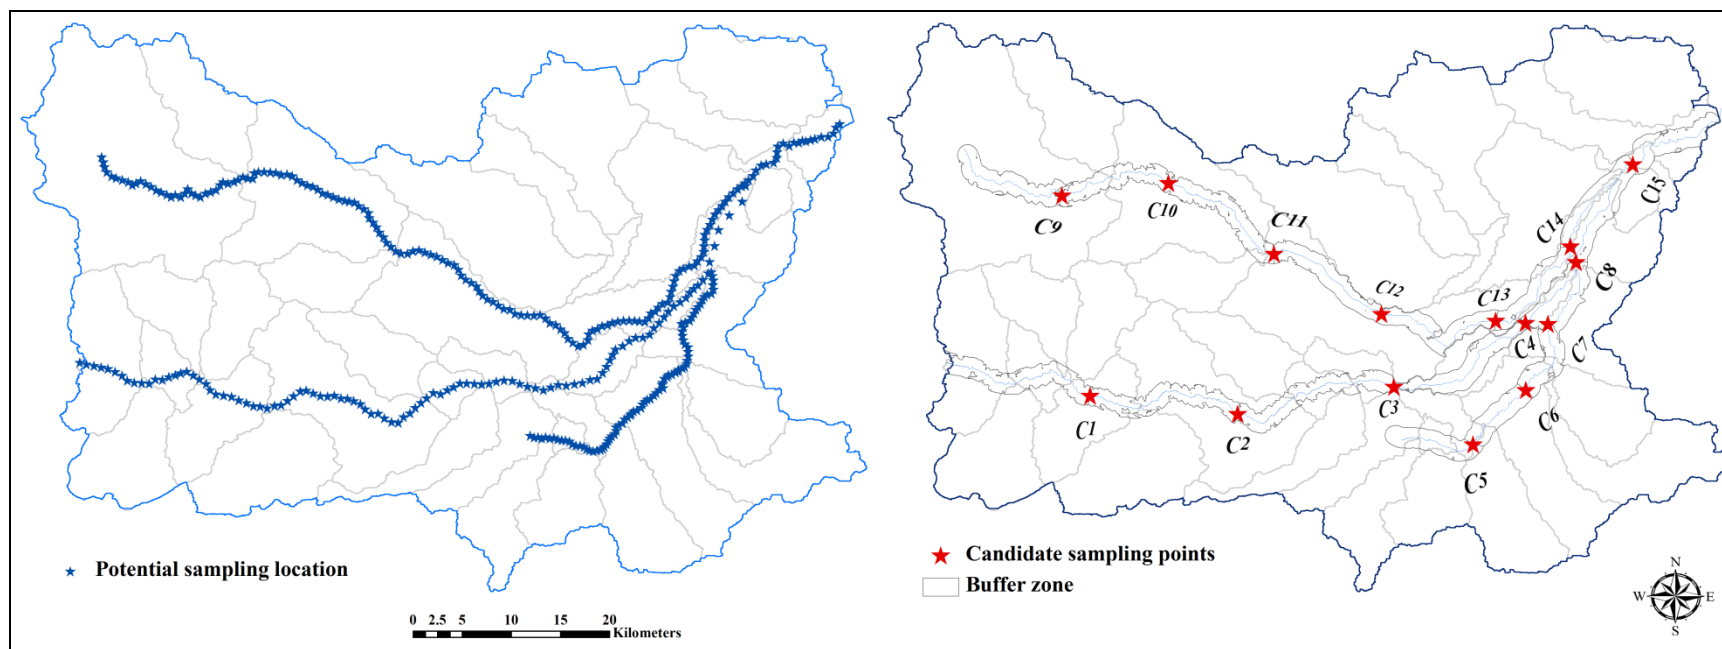 C9
C10
C11
C12
C13
C14
C15
C8
C4
C7
C3
C1
C2
C6
C5
Potential sampling location
Candidate sampling points
Buffer zone
0 2.5 5 10 15 20
Kilometers
N
W E
S